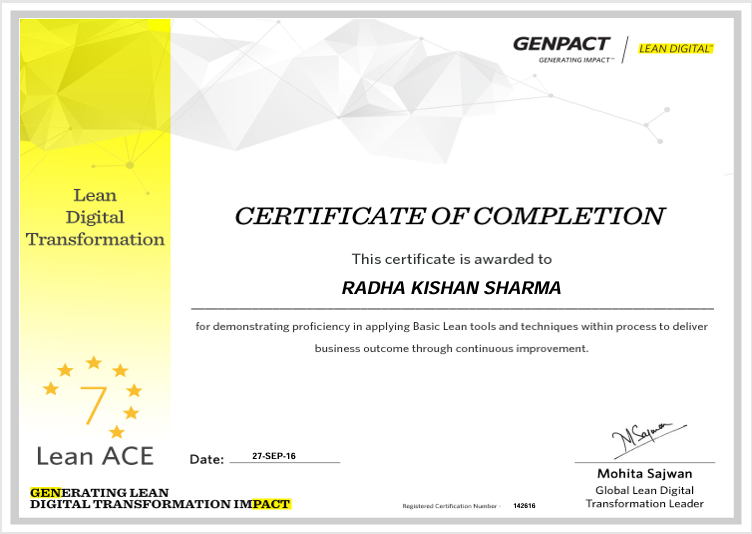 GENPACT
GENERATING IMPACT™
LEAN DIGITAL™
Lean
Digital
Transformation
CERTIFICATE OF COMPLETION
This certificate is awarded to
RADHA KISHAN SHARMA
for demonstrating proficiency in applying Basic Lean tools and techniques within process to deliver
business outcome through continuous improvement.
7
Lean ACE
Date: 27-SEP-16
M Sajwan
Mohita Sajwan
Global Lean Digital
Transformation Leader
GENERATING LEAN
DIGITAL TRANSFORMATION IMPACT
Registered Certification Number - 142616